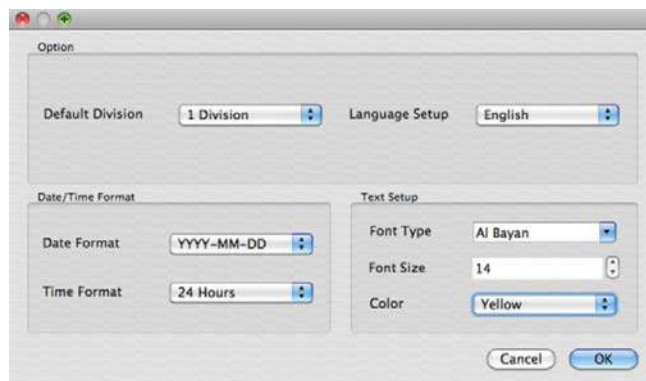 Option
Default Division 1 Division Language Setup English
Date/Time Format
Date Format YYYY-MM-DD
Time Format 24 Hours
Text Setup
Font Type Al Bayan
Font Size 14
Color Yellow
Cancel OK